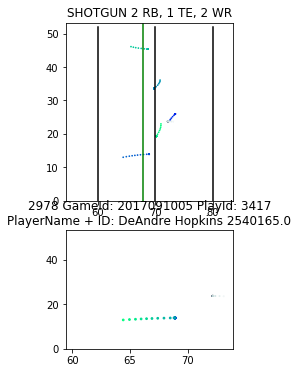 SHOTGUN 2 RB, 1 TE, 2 WR
50
40
30
20
10
0
60 70 80
2978 GameId: 2017091005 PlayId: 3417
PlayerName + ID: DeAndre Hopkins 2540165.0
40
20
0
60 65 70